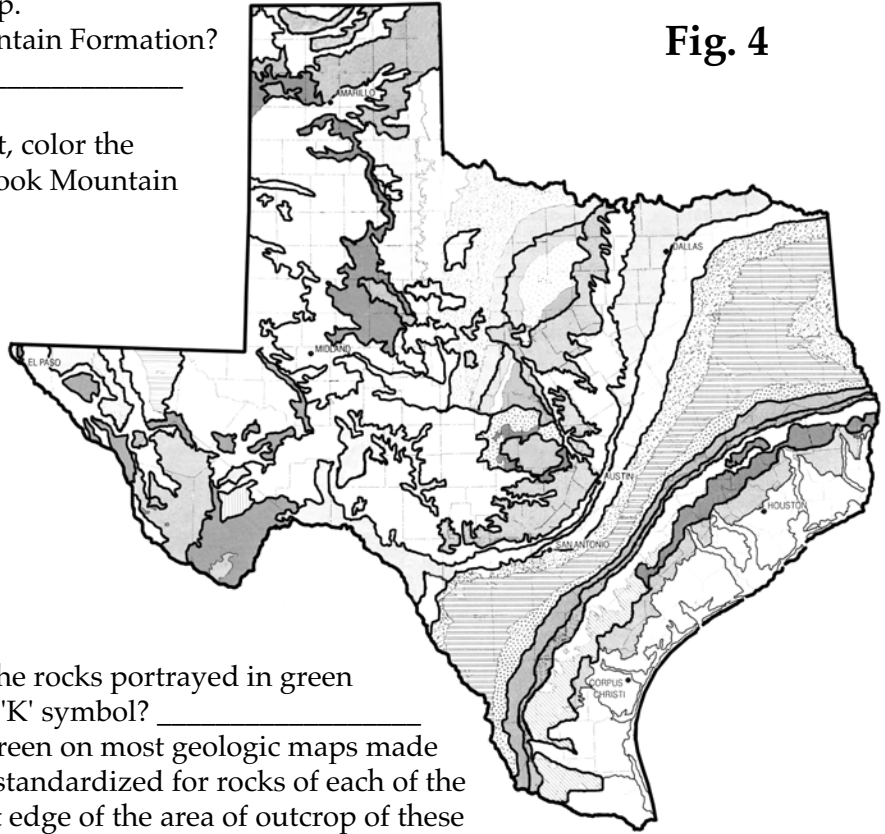 p.
ntain Formation?
Fig. 4
_____________
t, color the
ook Mountain
AMARILLO
DALLAS
MIDLAND
EL PASO
AUSTIN
HOUSTON
SAN ANTONIO
CORPUS
CHRISTI
he rocks portrayed in green
'K' symbol? ___________________
reen on most geologic maps made
standardized for rocks of each of the
t edge of the area of outcrop of these